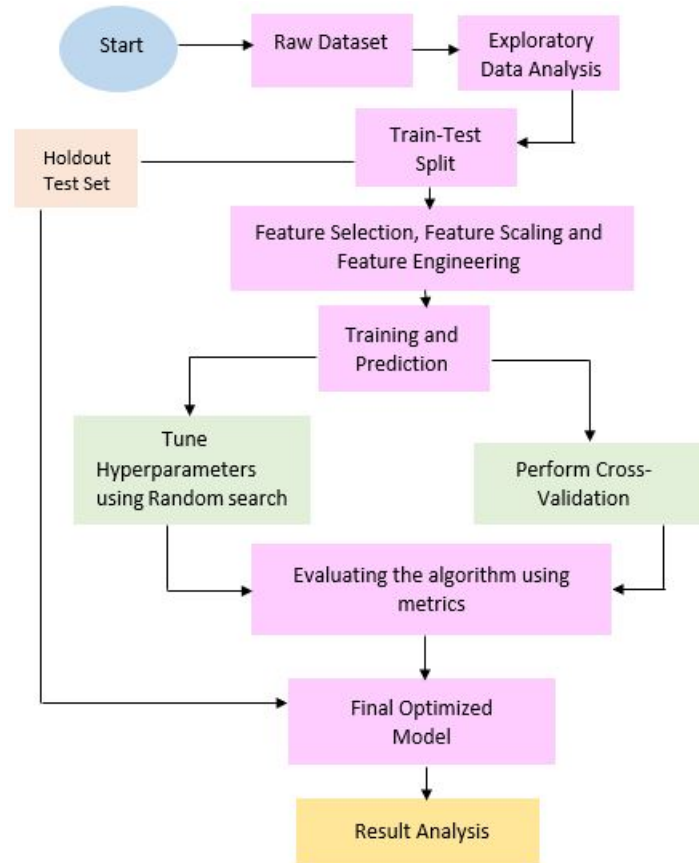 Start
Raw Dataset
Exploratory
Data Analysis
Train-Test
Split
Holdout
Test Set
Feature Selection, Feature Scaling and
Feature Engineering
Training and
Prediction
Tune
Hyperparameters
using Random search
Perform Cross-
Validation
Evaluating the algorithm using
metrics
Final Optimized
Model
Result Analysis